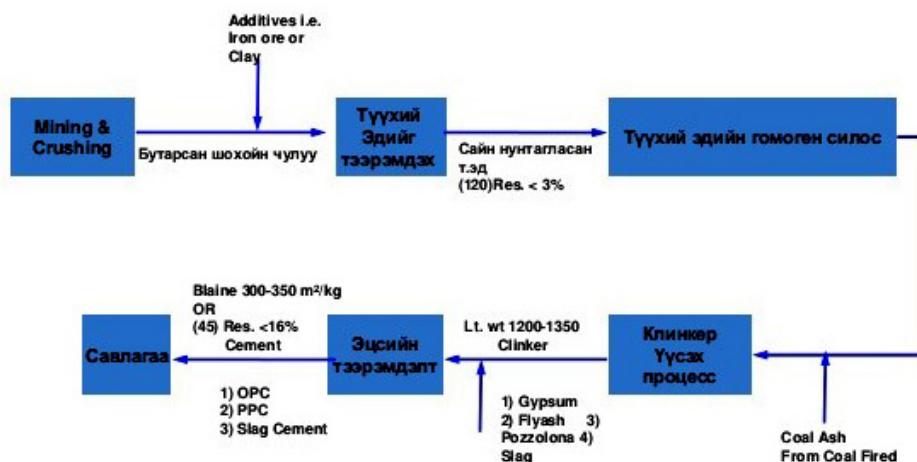 Additives i.e.
Iron ore or
Clay
Mining &
Crushing
Бутарсан шохойн чулуу
Түүхий
Эдийг
тээрэмдэх
Сайн нунтагласан
т.эд
(120)Res. < 3%
Түүхий эдийн гомоген силос
Савлагаа
Blaine 300-350 m²/kg
OR
(45) Res. <16%
Cement
1) OPC
2) PPC
3) Slag Cement
Эцсийн
тээрэмдэлт
Lt. wt 1200-1350
Clinker
1) Gypsum
2) Flyash 3)
Pozzolona 4)
Slag
Клинкер
Үүсэх
процесс
Coal Ash
From Coal Fired